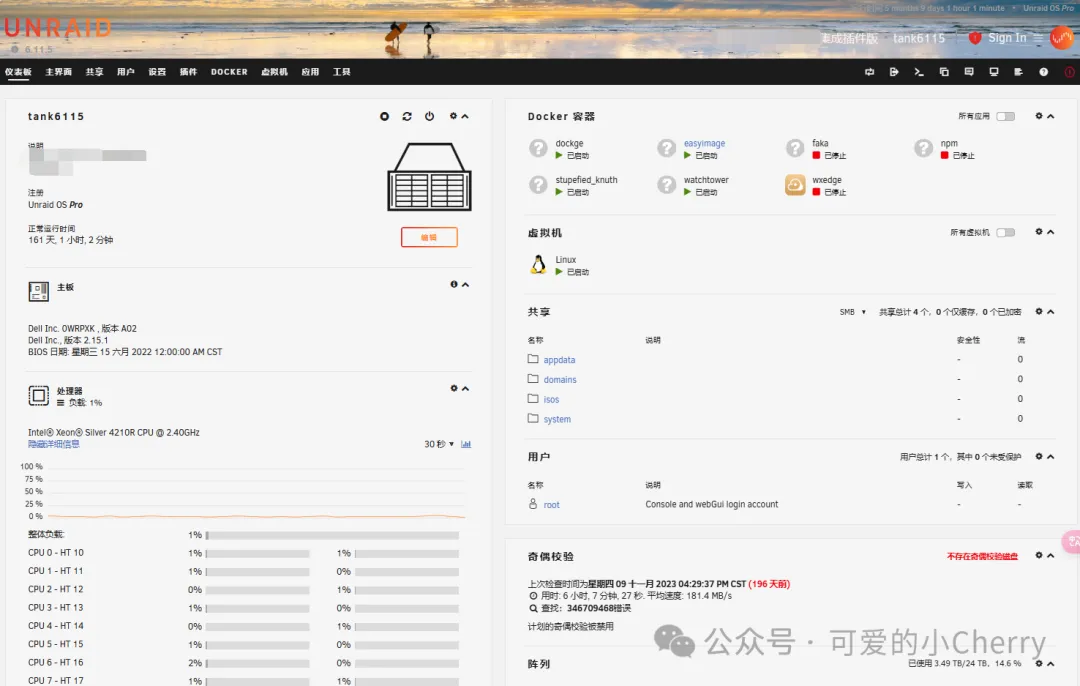 UNRAID
6.11.5
5 months 9 days 1 hour 1 minute • Unraid OS Pro
集成插件版 tank6115 Sign In
仪表板 主界面 共享 用户 设置 插件 DOCKER 虚拟机 应用 工具
tank6115
说明
注册
Unraid OS Pro
正常运行时间
161 天, 1 小时, 2 分钟
编辑
主板
Dell Inc. 0WRPXK , 版本 A02
Dell Inc., 版本 2.15.1
BIOS 日期: 星期三 15 六月 2022 12:00:00 AM CST
处理器
负载: 1%
Intel® Xeon® Silver 4210R CPU @ 2.40GHz
隐藏详细信息 30 秒
100 %
75 %
50 %
25 %
0 %
整体负载: 1%
CPU 0 - HT 10 1% 1%
CPU 1 - HT 11 1% 0%
CPU 2 - HT 12 0% 1%
CPU 3 - HT 13 1% 0%
CPU 4 - HT 14 0% 1%
CPU 5 - HT 15 1% 0%
CPU 6 - HT 16 2% 0%
CPU 7 - HT 17 1% 1%
Docker 容器 所有应用
dockge 已启动
easyimage 已启动
faka 已停止
npm 已停止
stupefied_knuth 已启动
watchtower 已启动
wxedge 已停止
虚拟机 所有虚拟机
Linux
已启动
共享 SMB 共享总计 4 个，0 个仅缓存，0 个已加密
名称 说明 安全性 流
appdata - 0
domains - 0
isos - 0
system - 0
用户 用户总计 1 个，其中 0 个未受保护
名称 说明 写入 读取
root Console and webGui login account - -
奇偶校验 不存在奇偶校验磁盘
上次检查时间为星期四 09 十一月 2023 04:29:37 PM CST (196 天前)
用时: 6 小时, 7 分钟, 27 秒. 平均速度: 181.4 MB/s
查找: 346709468错误
计划的奇偶校验被禁用
公众号 · 可爱的小Cherry
阵列 已使用 3.49 TB/24 TB，14.6 %